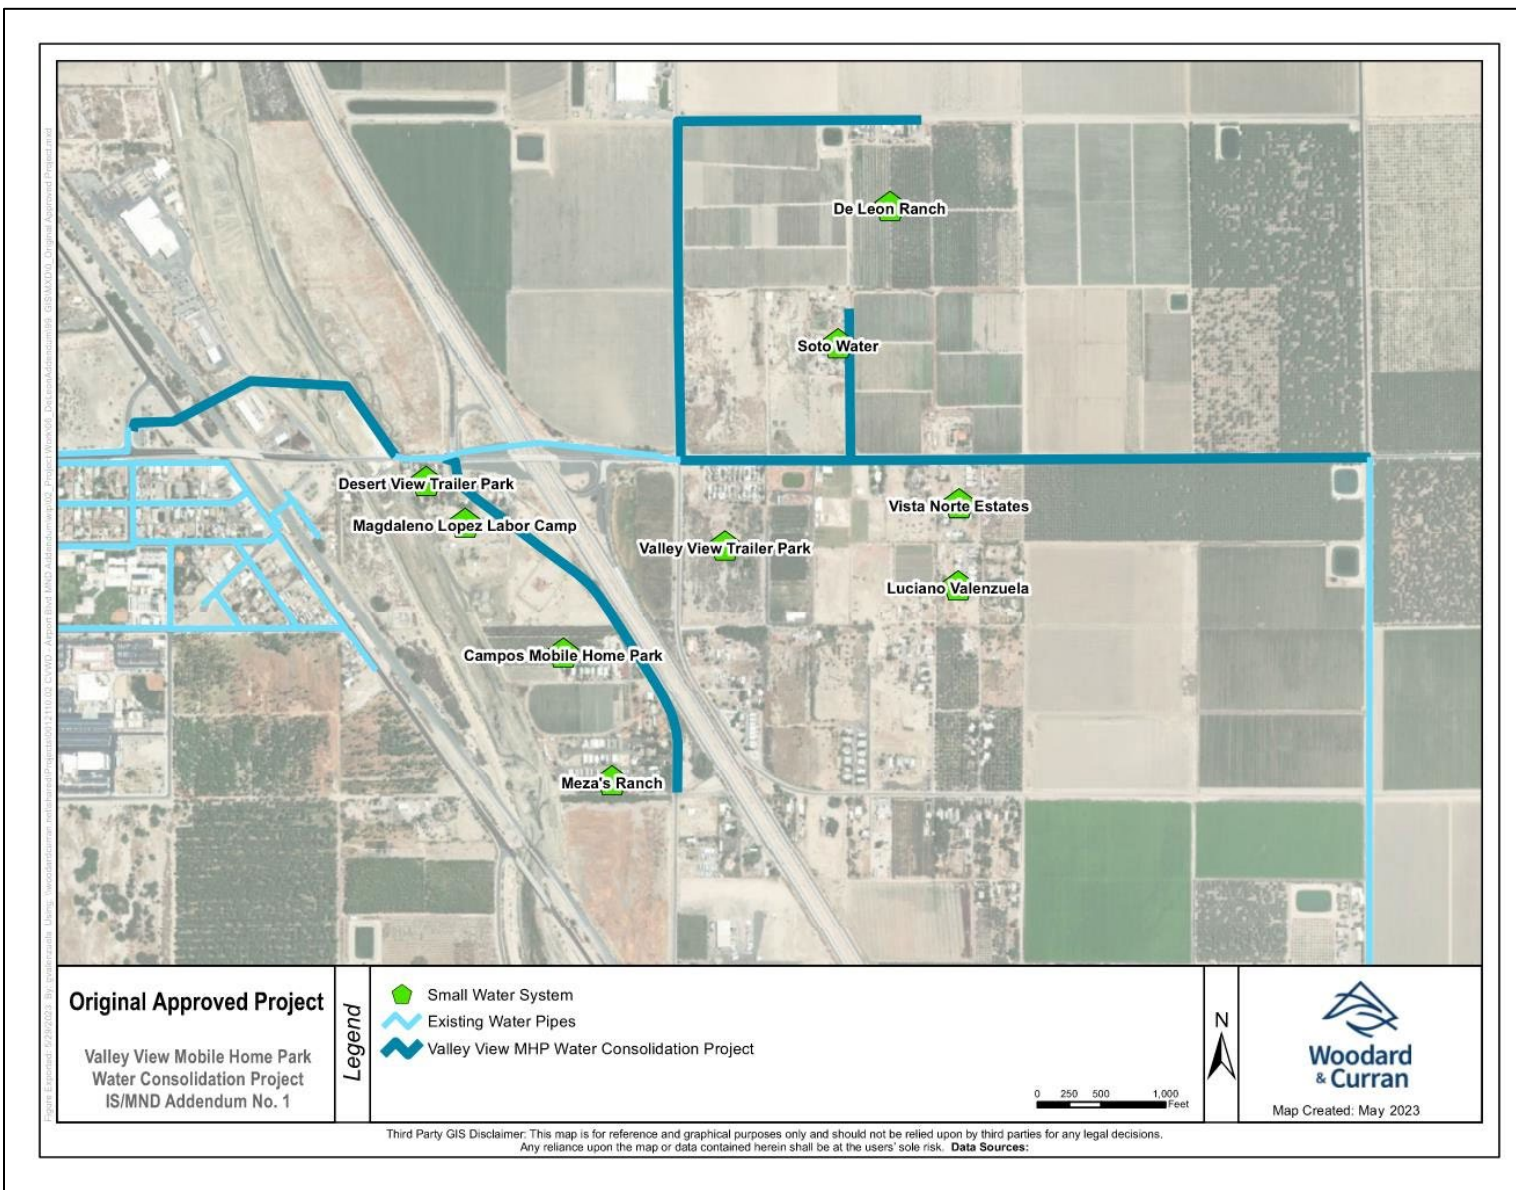 De Leon Ranch
Soto Water
Desert View Trailer Park
Magdaleno Lopez Labor Camp
Vista Norte Estates
Valley View Trailer Park
Luciano Valenzuela
Campos Mobile Home Park
Meza's Ranch
Original Approved Project
Valley View Mobile Home Park
Water Consolidation Project
IS/MND Addendum No. 1
Legend
Small Water System
Existing Water Pipes
Valley View MHP Water Consolidation Project
0 250 500 1,000
Feet
N
Woodard
& Curran
Map Created: May 2023
Third Party GIS Disclaimer: This map is for reference and graphical purposes only and should not be relied upon by third parties for any legal decisions.
Any reliance upon the map or data contained herein shall be at the users' sole risk. Data Sources: